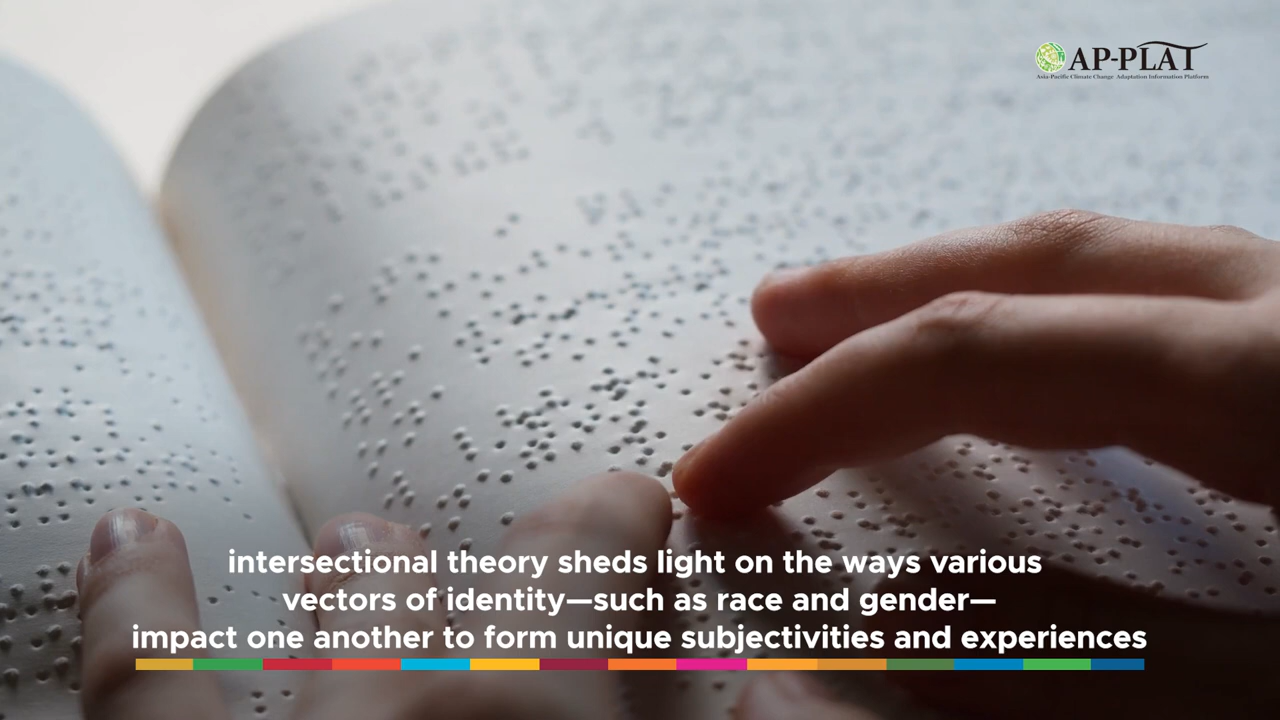 AP-PLAT
Asia-Pacific Climate Change Adaptation Information Platform
intersectional theory sheds light on the ways various
vectors of identity—such as race and gender—
impact one another to form unique subjectivities and experiences